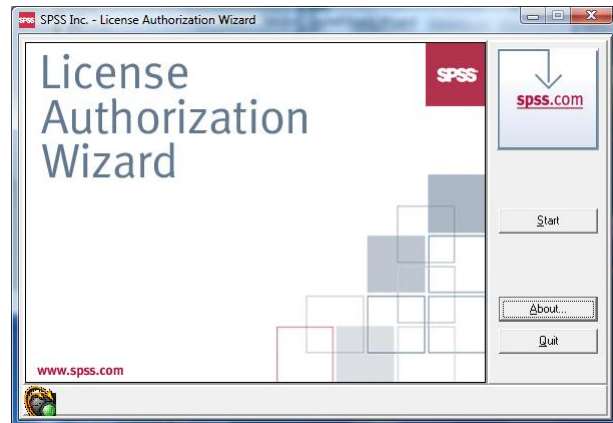 SPSS Inc. - License Authorization Wizard
License
Authorization
Wizard
SPSS
spss.com
Start
About...
Quit
www.spss.com